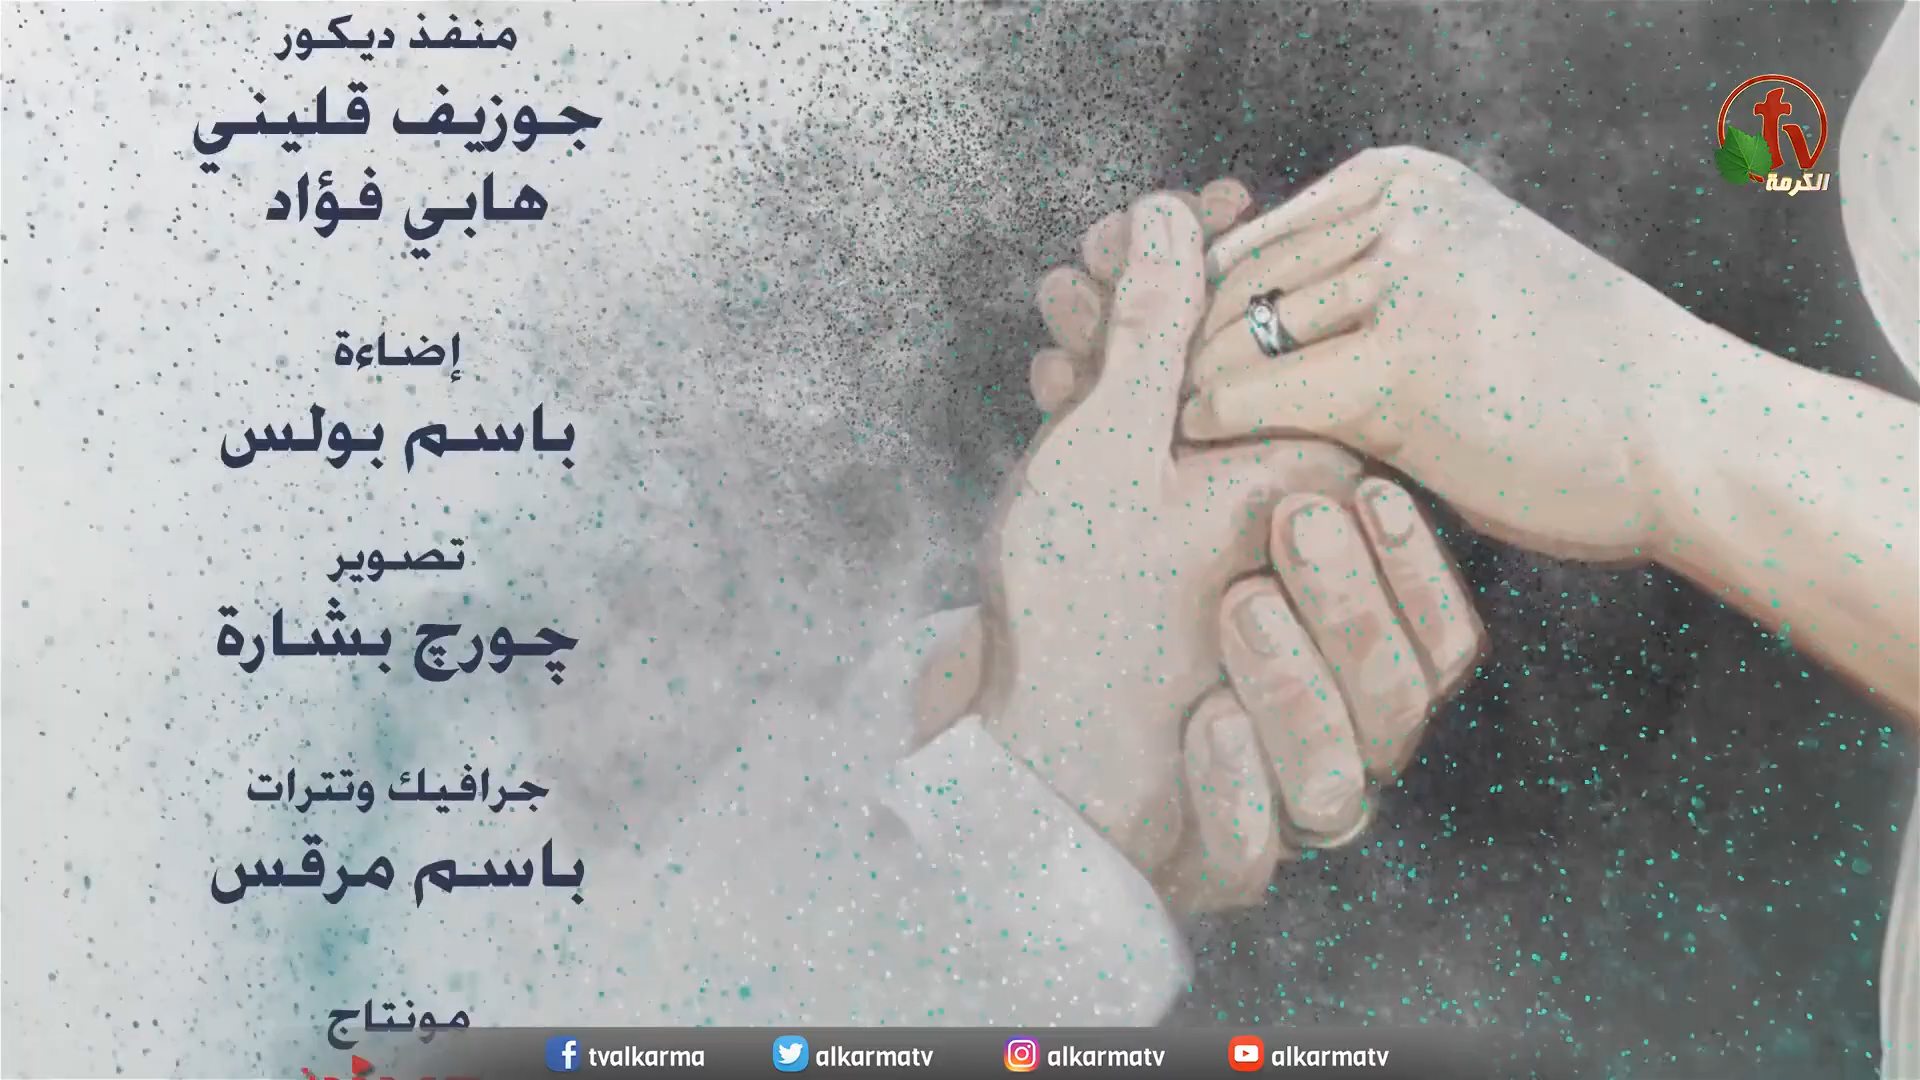 منفذ ديكور
جوزيف قليني
هابي فؤاد
إضاءة
باسم بولس
تصوير
چورچ بشارة
جرافيك وتترات
باسم مرقس
مونتاج
tv
الكرمة
tvalkarma
alkarmatv
alkarmatv
alkarmatv